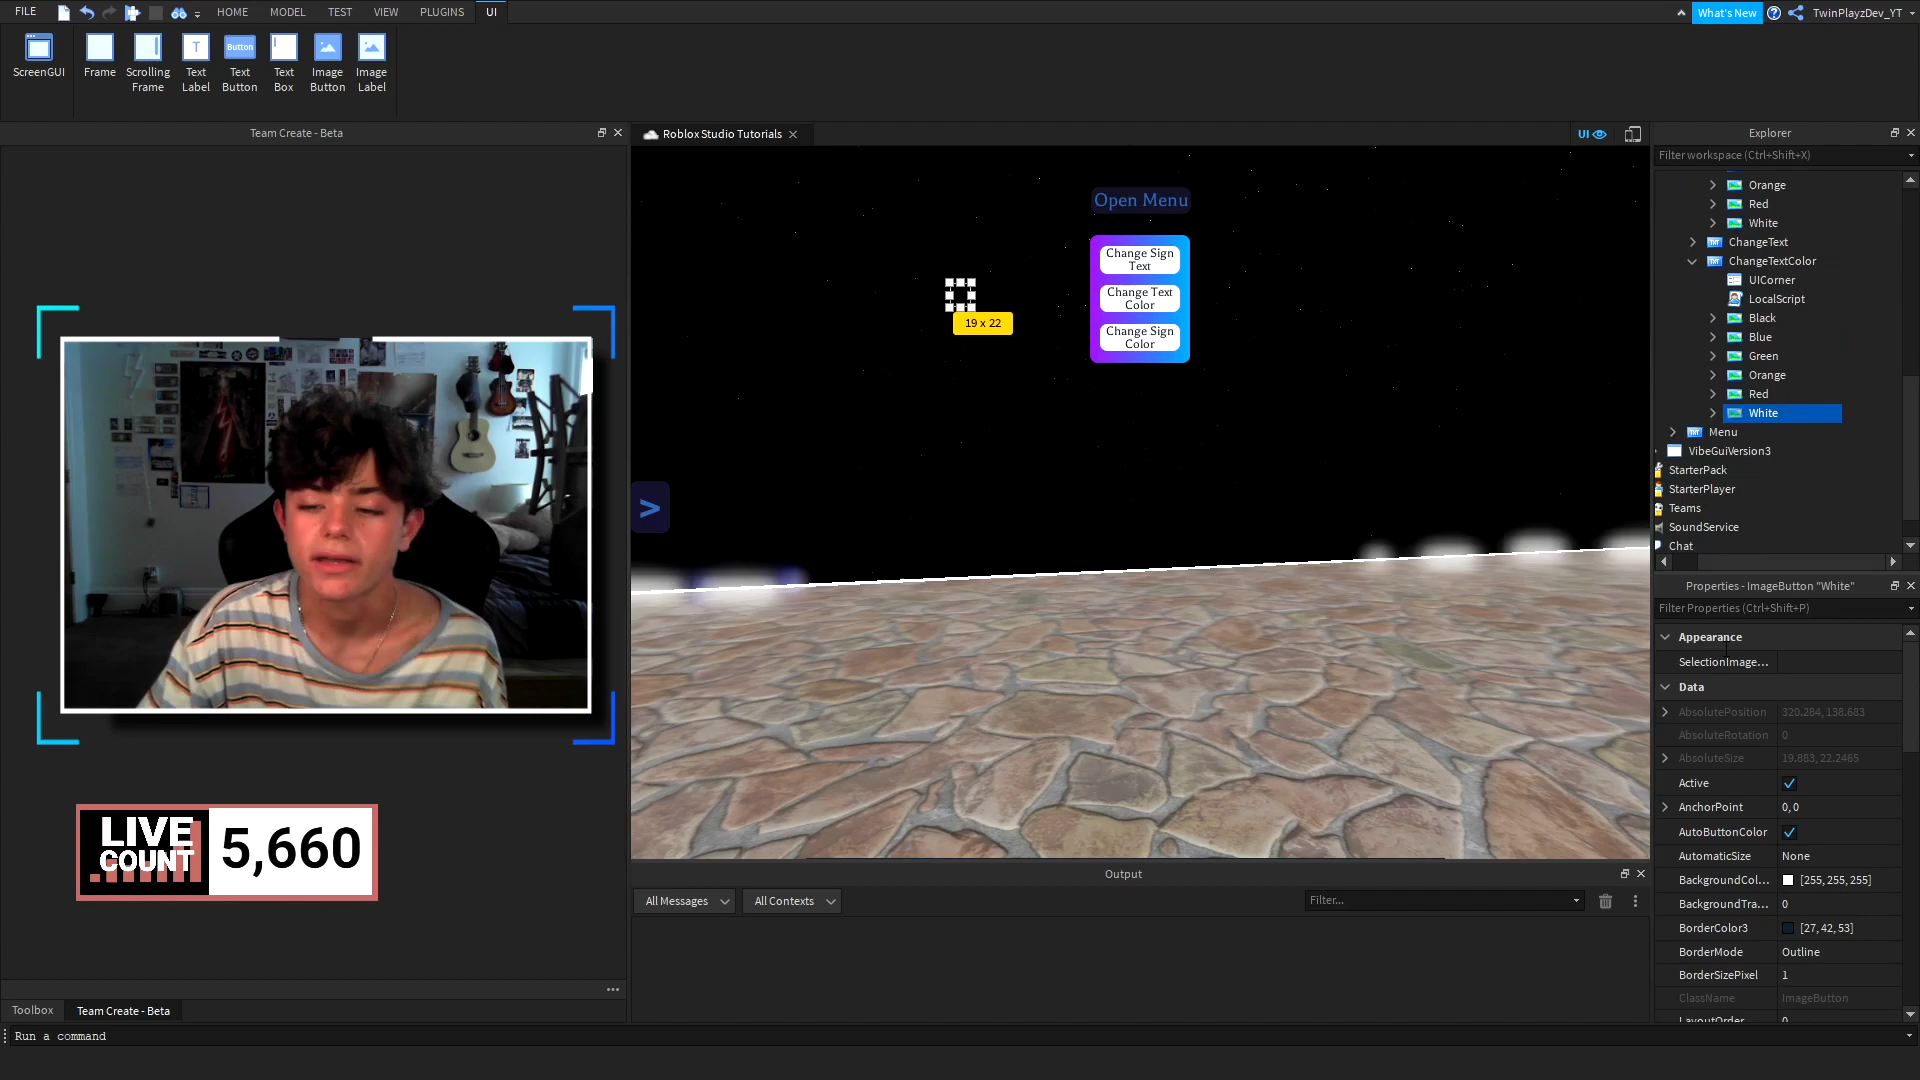 FILE
HOME
MODEL
TEST
VIEW
PLUGINS
UI
What's New
TwinPlayzDev_YT
ScreenGUI
Frame
Scrolling
Frame
Text
Label
Button
Text
Button
Text
Box
Image
Button
Image
Label
Team Create - Beta
Roblox Studio Tutorials
UI
Explorer
Filter workspace (Ctrl+Shift+X)
Orange
Red
White
ChangeText
ChangeTextColor
UICorner
LocalScript
Black
Blue
Green
Orange
Red
White
Menu
VibeGuiVersion3
StarterPack
StarterPlayer
Teams
SoundService
Chat
Open Menu
Change Sign
Text
Change Text
Color
Change Sign
Color
19 x 22
>
LIVE
COUNT
5,660
Properties - ImageButton "White"
Filter Properties (Ctrl+Shift+P)
Appearance
SelectionImage...
Data
AbsolutePosition 320.284, 138.683
AbsoluteRotation 0
AbsoluteSize 19.883, 22.2465
Active
AnchorPoint 0, 0
AutoButtonColor
AutomaticSize None
BackgroundCol... [255, 255, 255]
BackgroundTra... 0
BorderColor3 [27, 42, 53]
BorderMode Outline
BorderSizePixel 1
ClassName ImageButton
LayoutOrder 0
Output
All Messages
All Contexts
Filter...
Toolbox
Team Create - Beta
Run a command